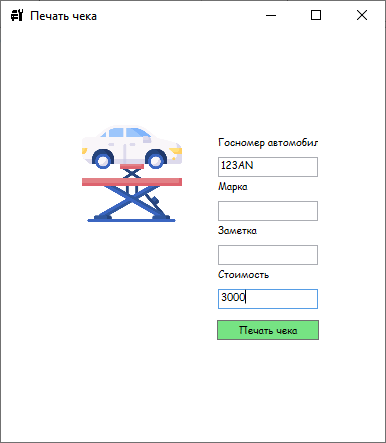 Печать чека
Госномер автомобил
123AN
Марка
Заметка
Стоимость
3000
Печать чека